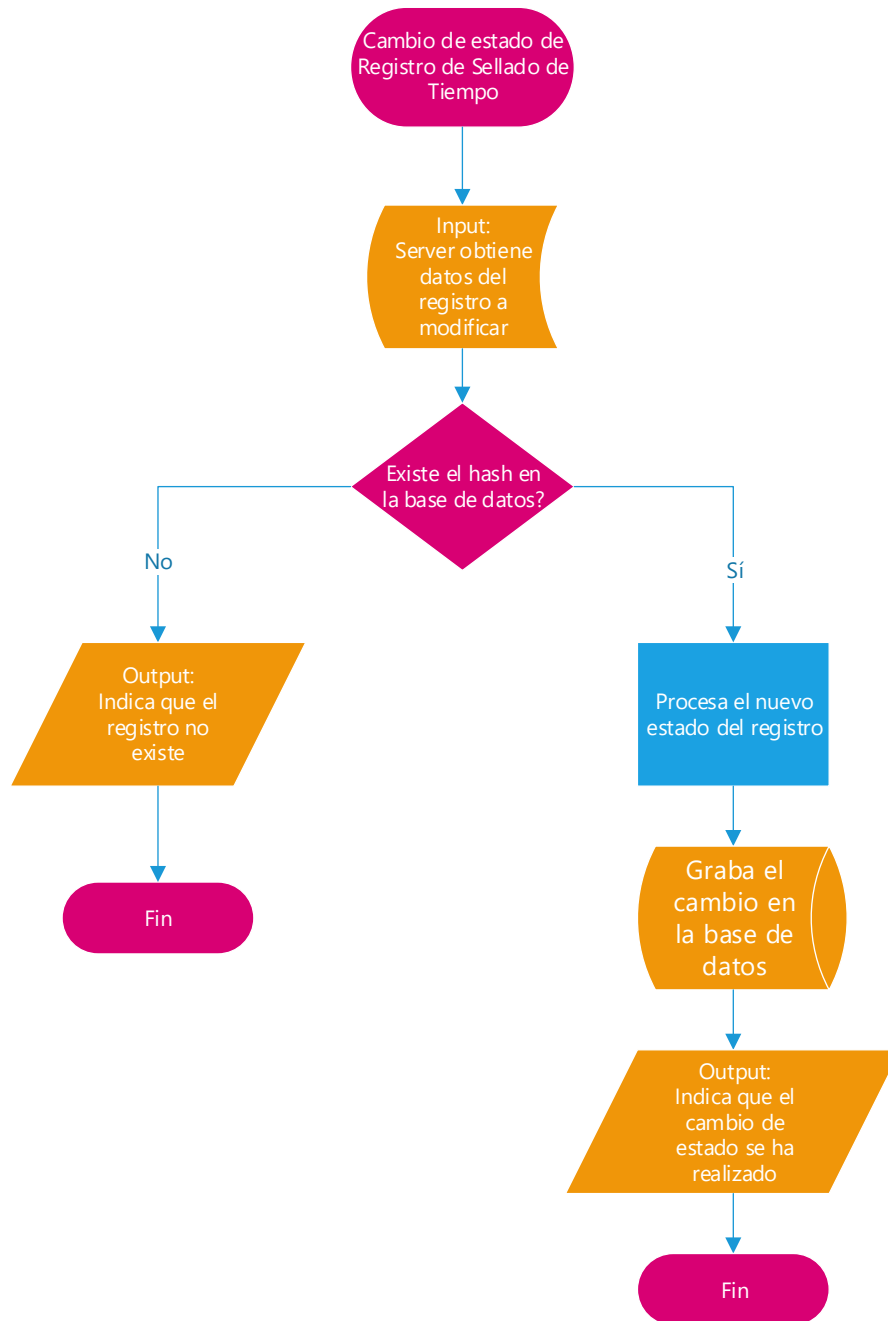 Cambio de estado de
Registro de Sellado de
Tiempo
Input:
Server obtiene
datos del
registro a
modificar
Existe el hash en
la base de datos?
No
Sí
Output:
Indica que el
registro no
existe
Procesa el nuevo
estado del registro
Fin
Graba el
cambio en
la base de
datos
Output:
Indica que el
cambio de
estado se ha
realizado
Fin